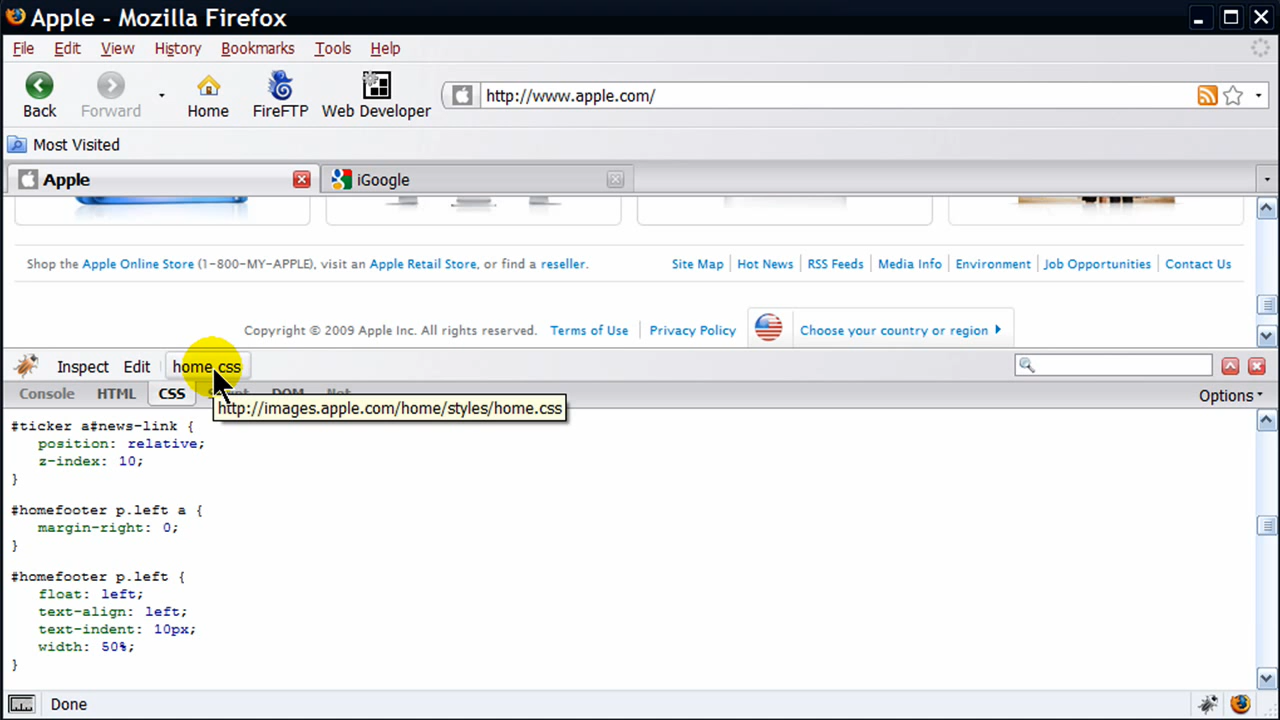 Apple - Mozilla Firefox
File Edit View History Bookmarks Tools Help
Back Forward Home FireFTP Web Developer http://www.apple.com/
Most Visited
Apple iGoogle
Shop the Apple Online Store (1-800-MY-APPLE), visit an Apple Retail Store, or find a reseller. Site Map Hot News RSS Feeds Media Info Environment Job Opportunities Contact Us
Copyright © 2009 Apple Inc. All rights reserved. Terms of Use Privacy Policy Choose your country or region
Inspect Edit home.css
Console HTML CSS Script DOM Net Options
http://images.apple.com/home/styles/home.css
#ticker a#news-link {
position: relative;
z-index: 10;
}
#homefooter p.left a {
margin-right: 0;
}
#homefooter p.left {
float: left;
text-align: left;
text-indent: 10px;
width: 50%;
}
Done